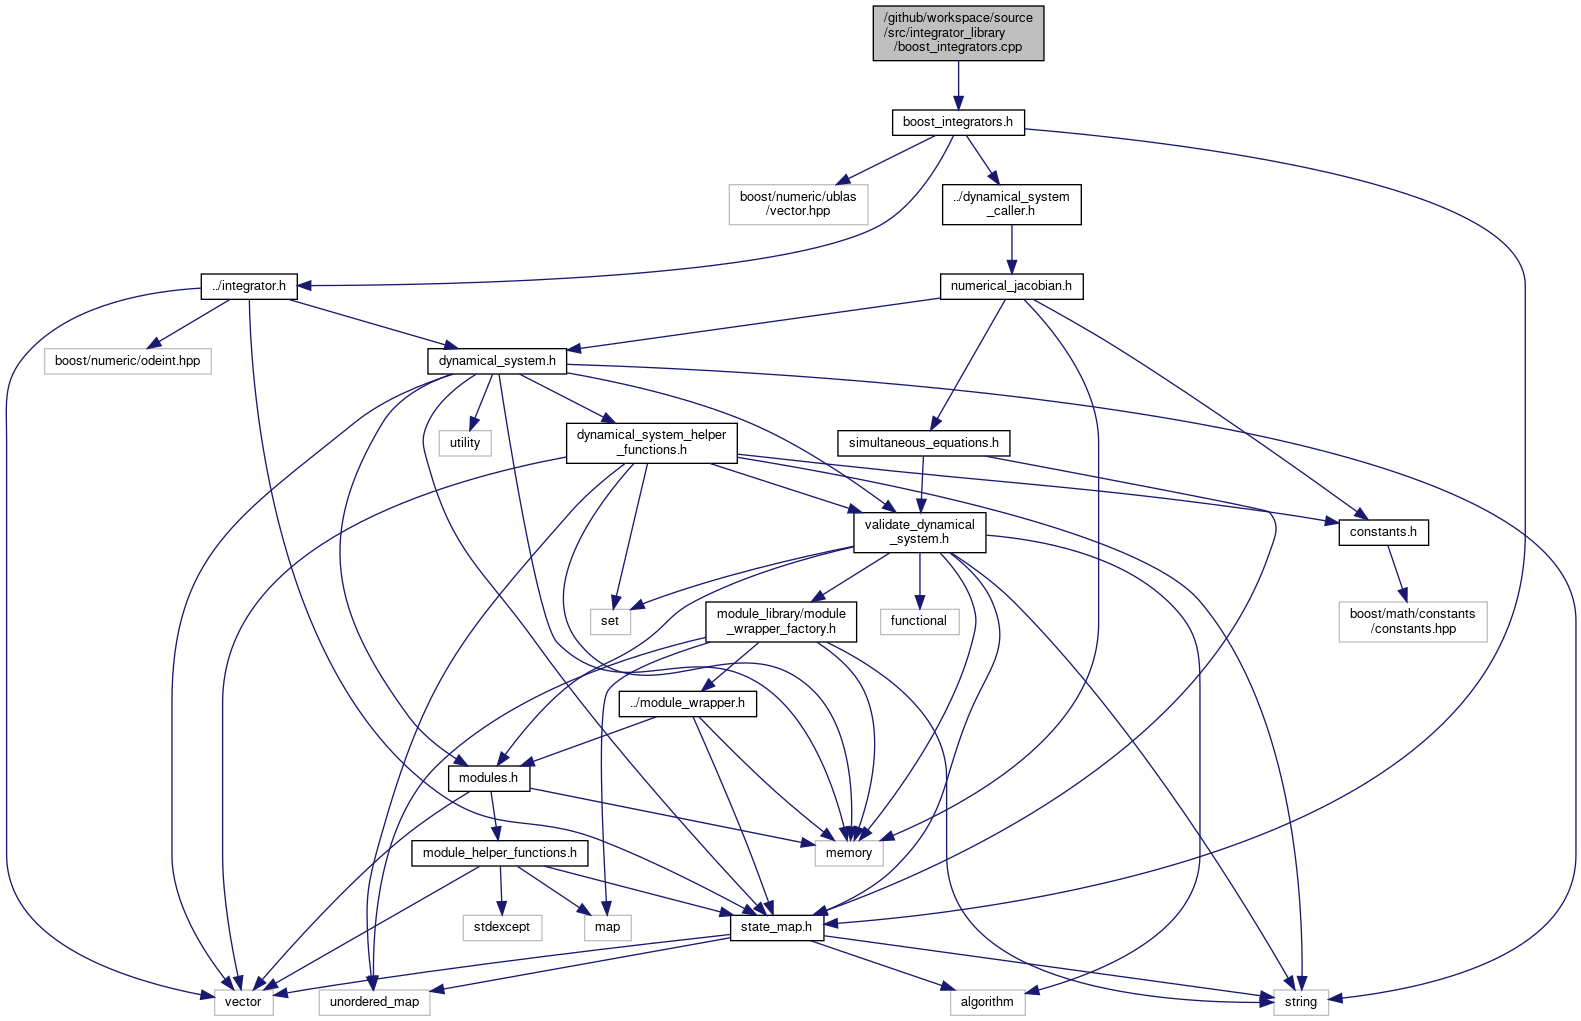 /github/workspace/source
/src/integrator_library
/boost_integrators.cpp
boost_integrators.h
boost/numeric/ublas
/vector.hpp
../dynamical_system
_caller.h
../integrator.h
numerical_jacobian.h
boost/numeric/odeint.hpp
dynamical_system.h
utility
dynamical_system_helper
_functions.h
simultaneous_equations.h
validate_dynamical
_system.h
constants.h
set
module_library/module
_wrapper_factory.h
functional
boost/math/constants
/constants.hpp
../module_wrapper.h
modules.h
module_helper_functions.h
memory
stdexcept
map
state_map.h
vector
unordered_map
algorithm
string